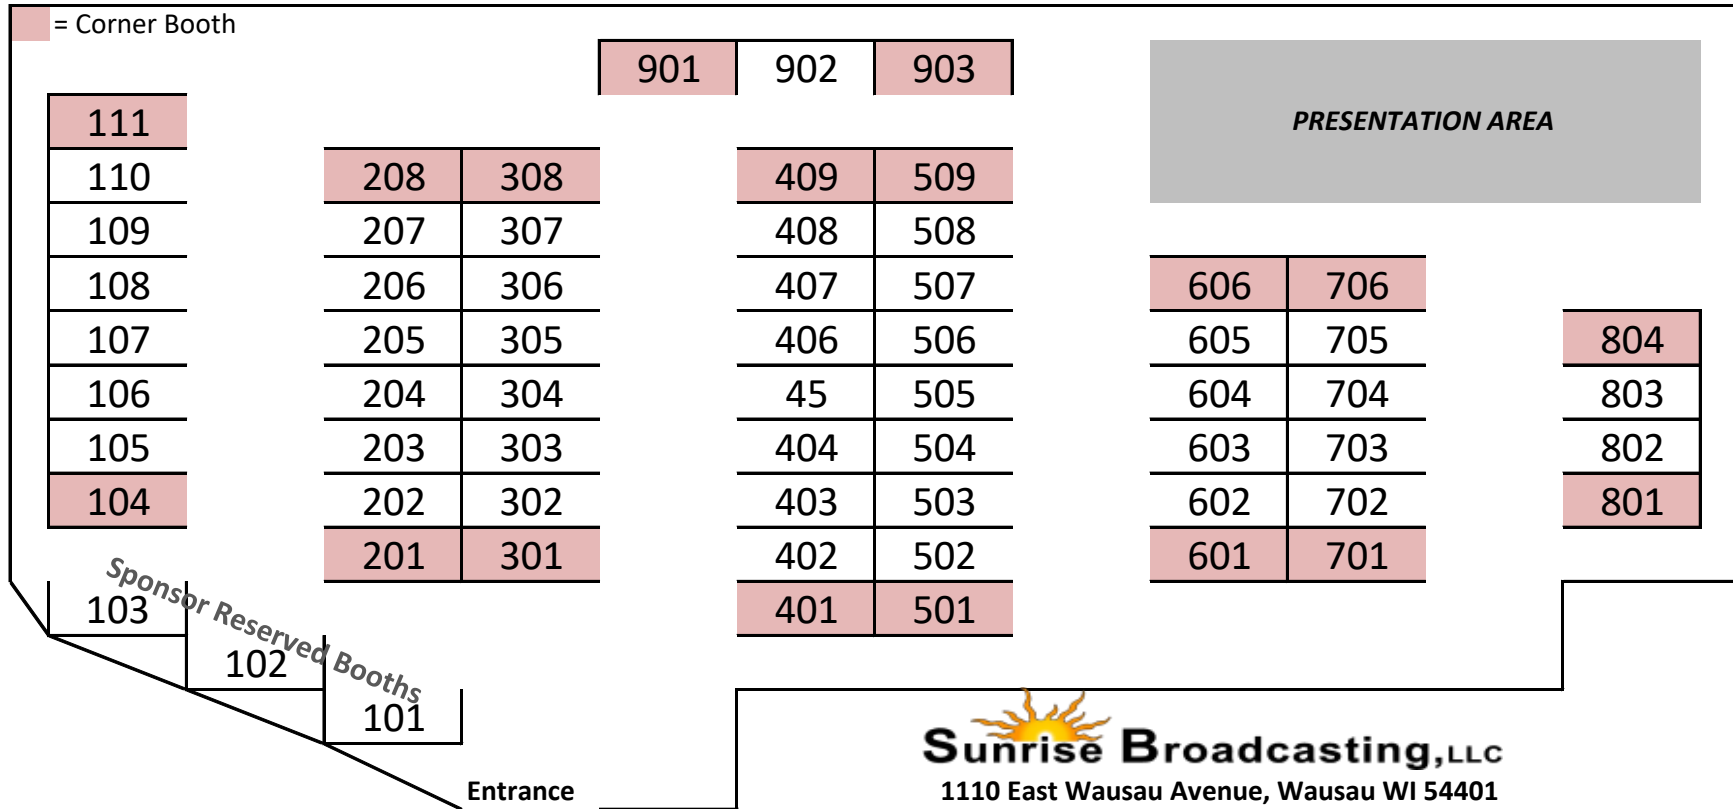 = Corner Booth
901 902 903
PRESENTATION AREA
111
110 208 308 409 509
109 207 307 408 508
108 206 306 407 507 606 706
107 205 305 406 506 605 705 804
106 204 304 45 505 604 704 803
105 203 303 404 504 603 703 802
104 202 302 403 503 602 702 801
201 301 402 502 601 701
Sponsor Reserved Booths
103 401 501
102
101
Sunrise Broadcasting, LLC
Entrance 1110 East Wausau Avenue, Wausau WI 54401